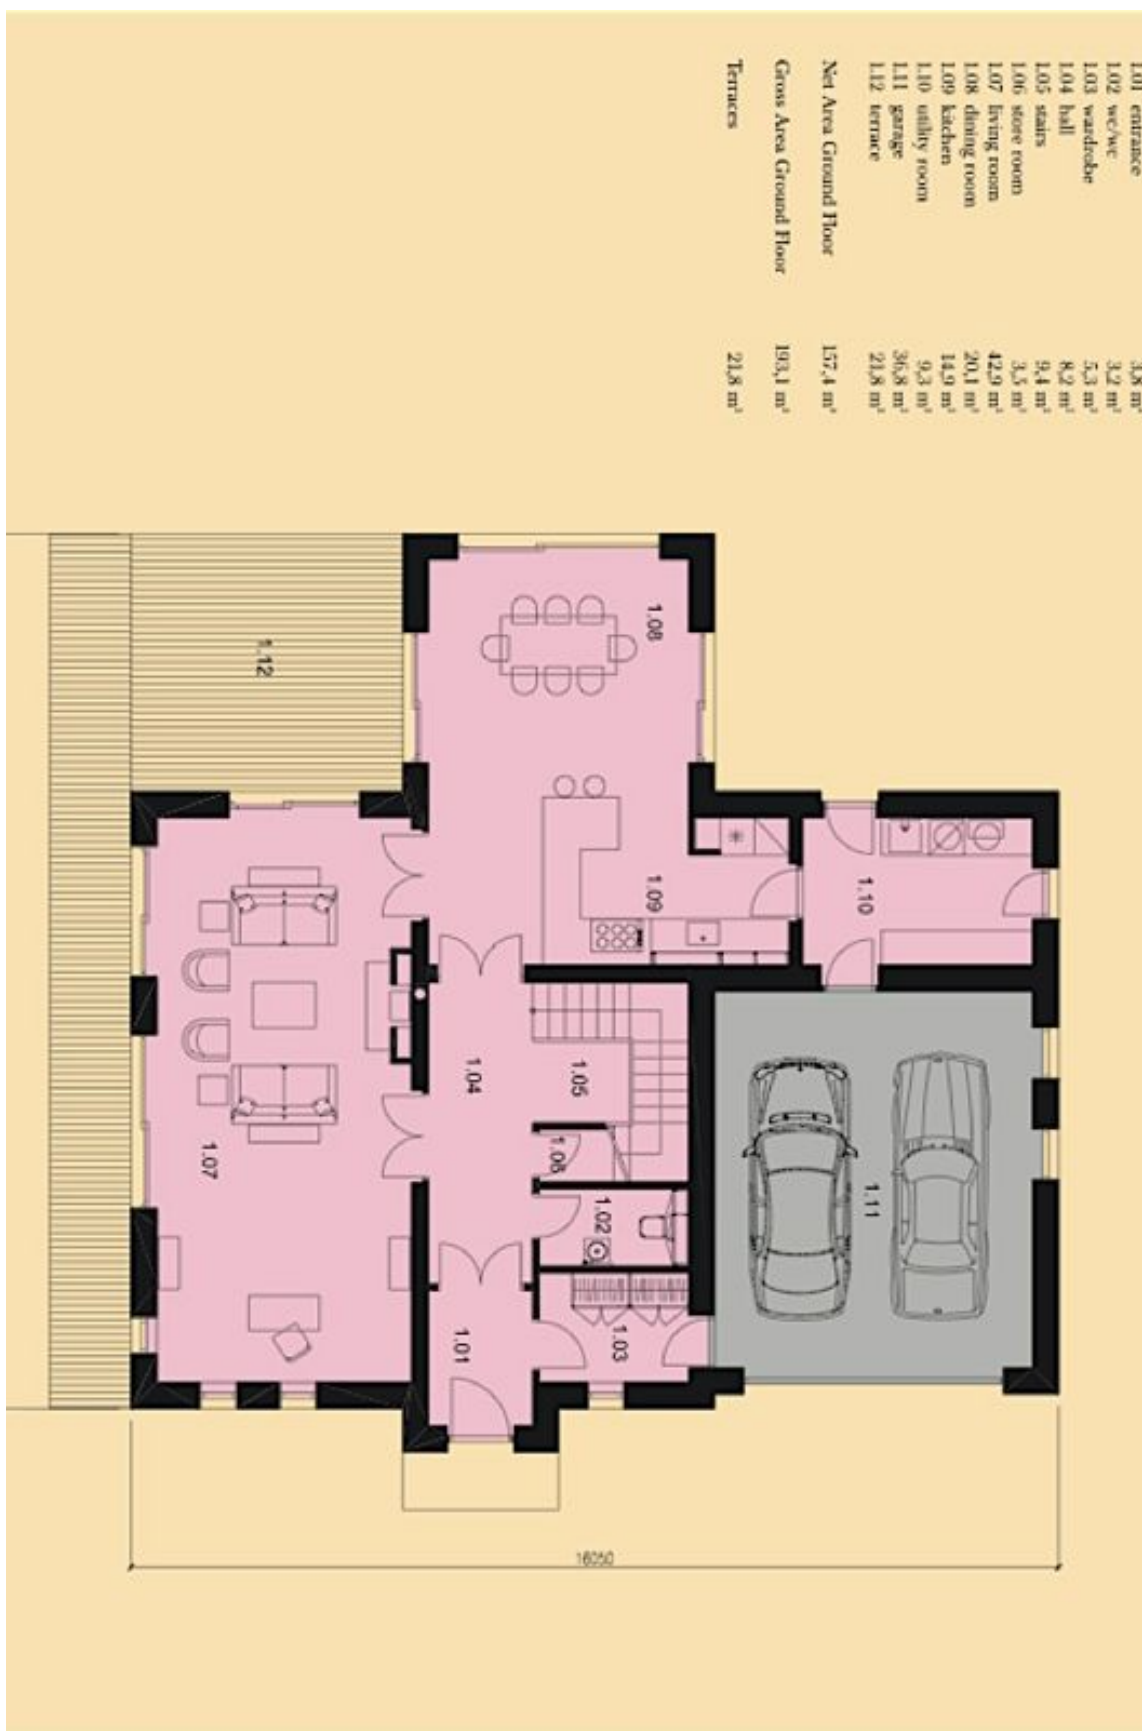 1.01 entrance 3,8 m²
1.02 wc/wc 3,2 m²
1.03 wardrobe 5,3 m²
1.04 hall 8,2 m²
1.05 stairs 9,4 m²
1.06 store room 3,5 m²
1.07 living room 42,9 m²
1.08 dining room 20,1 m²
1.09 kitchen 14,9 m²
1.10 utility room 9,3 m²
1.11 garage 36,8 m²
1.12 terrace 21,8 m²
Net Area Ground Floor 157,4 m²
Gross Area Ground Floor 193,1 m²
Terraces 21,8 m²
1.10
1.11
1.08
1.09
1.05
1.06
1.02
1.03
1.04
1.01
1.12
1.07
16050